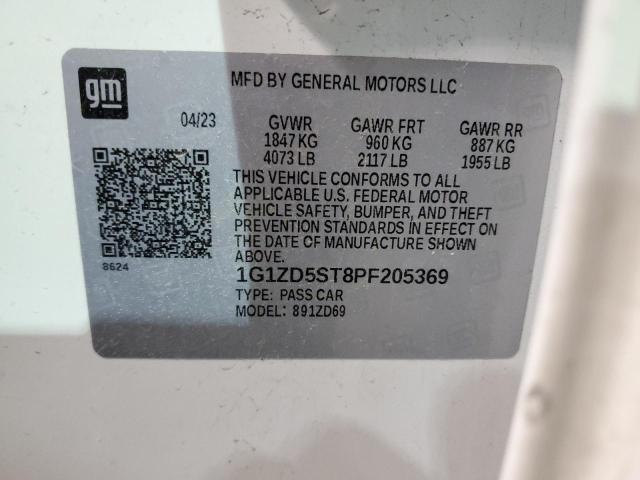 gm
MFD BY GENERAL MOTORS LLC
04/23 GVWR GAWR FRT GAWR RR
1847 KG 960 KG 887 KG
4073 LB 2117 LB 1955 LB
THIS VEHICLE CONFORMS TO ALL
APPLICABLE U.S. FEDERAL MOTOR
VEHICLE SAFETY, BUMPER, AND THEFT
PREVENTION STANDARDS IN EFFECT ON
THE DATE OF MANUFACTURE SHOWN
ABOVE.
8624
1G1ZD5ST8PF205369
TYPE: PASS CAR
MODEL: 891ZD69